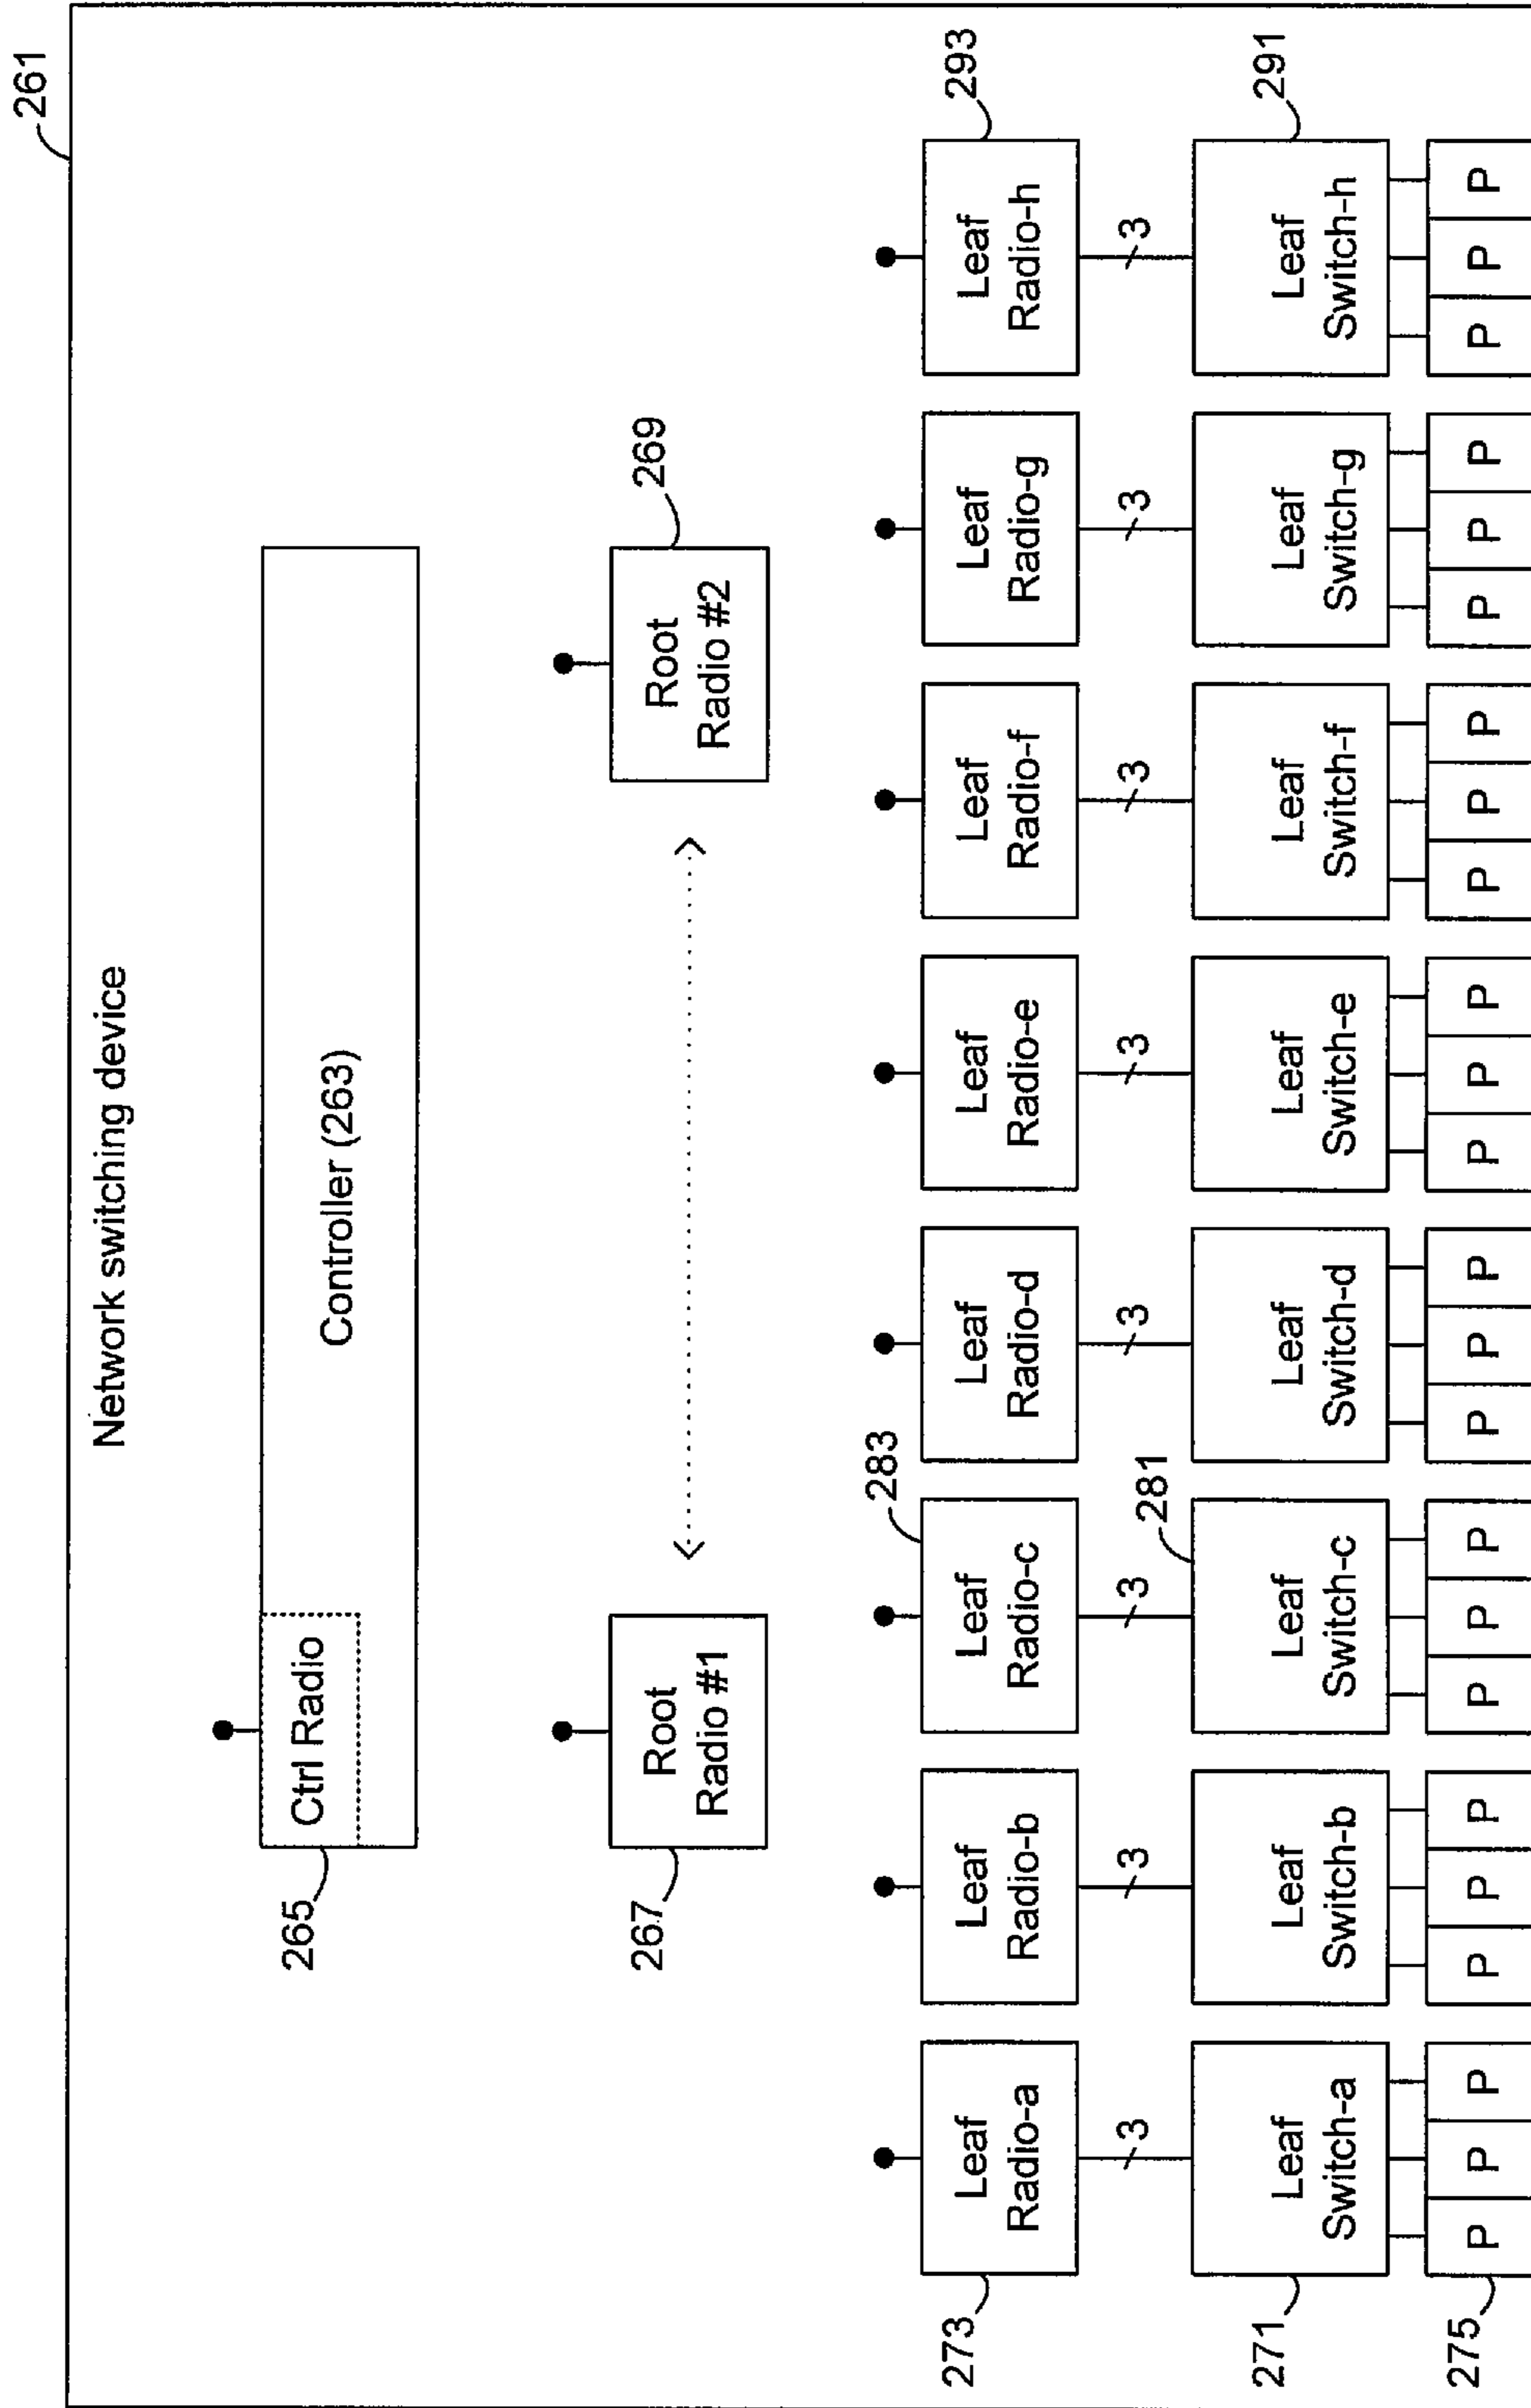 261
Network switching device
Ctrl Radio
Controller (263)
265
Root
Radio #1
267
Root
Radio #2
269
Leaf
Radio-a
Leaf
Radio-b
Leaf
Radio-c
Leaf
Radio-d
Leaf
Radio-e
Leaf
Radio-f
Leaf
Radio-g
Leaf
Radio-h
273
283
293
3
3
3
3
3
3
3
3
Leaf
Switch-a
Leaf
Switch-b
Leaf
Switch-c
Leaf
Switch-d
Leaf
Switch-e
Leaf
Switch-f
Leaf
Switch-g
Leaf
Switch-h
271
281
291
P P P
P P P
P P P
P P P
P P P
P P P
P P P
P P P
275